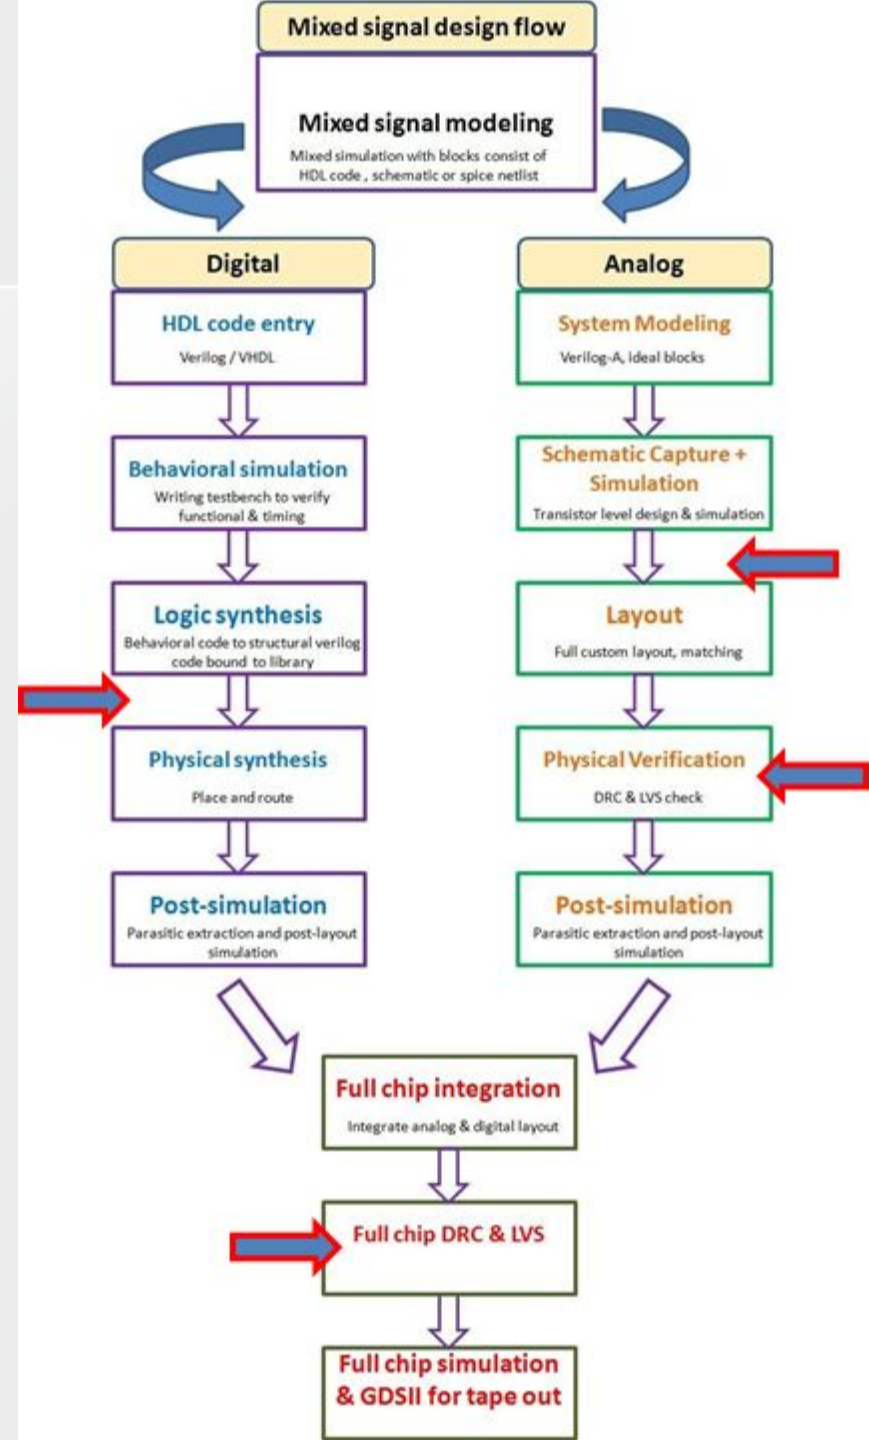 Mixed signal design flow
Mixed signal modeling
Mixed simulation with blocks consist of
HDL code , schematic or spice netlist
Digital
HDL code entry
Verilog / VHDL
Behavioral simulation
Writing testbench to verify
functional & timing
Logic synthesis
Behavioral code to structural verilog
code bound to library
Physical synthesis
Place and route
Post-simulation
Parasitic extraction and post-layout
simulation
Analog
System Modeling
Verilog-A, ideal blocks
Schematic Capture +
Simulation
Transistor level design & simulation
Layout
Full custom layout, matching
Physical Verification
DRC & LVS check
Post-simulation
Parasitic extraction and post-layout
simulation
Full chip integration
Integrate analog & digital layout
Full chip DRC & LVS
Full chip simulation
& GDSII for tape out